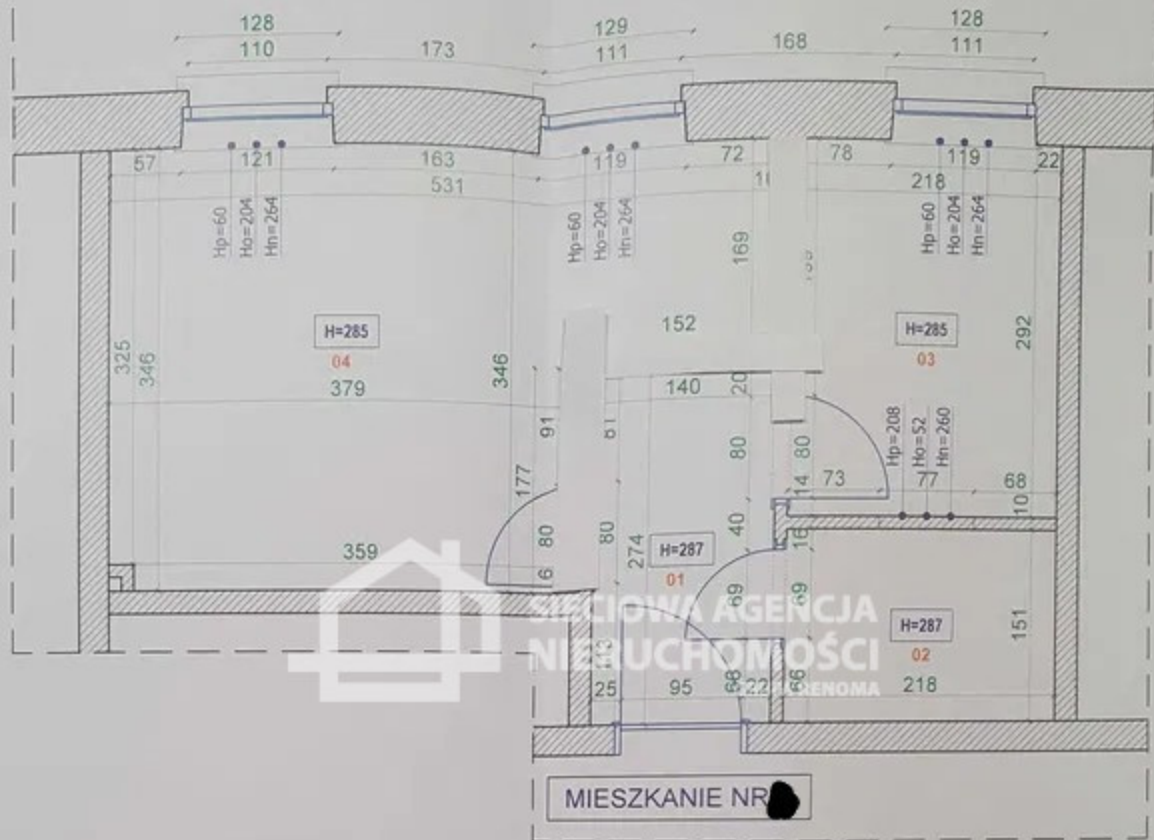 128
129
128
110
173
111
168
111
57
121
163
119
72
78
119
22
531
218
Hp=60
Ho=204
Hn=264
Hp=60
Ho=204
Hn=264
Hp=60
Ho=204
Hn=264
169
152
H=285
04
H=285
03
325
346
379
346
292
140
20
91
80
80
Hp=208
Ho=52
Hn=260
177
14
73
77
68
10
359
80
80
274
40
16
H=287
01
6
69
69
151
H=287
02
SIECIOWA AGENCJA
NIERUCHOMOŚCI
RENOMA
113
25
95
68
22
66
218
MIESZKANIE NR